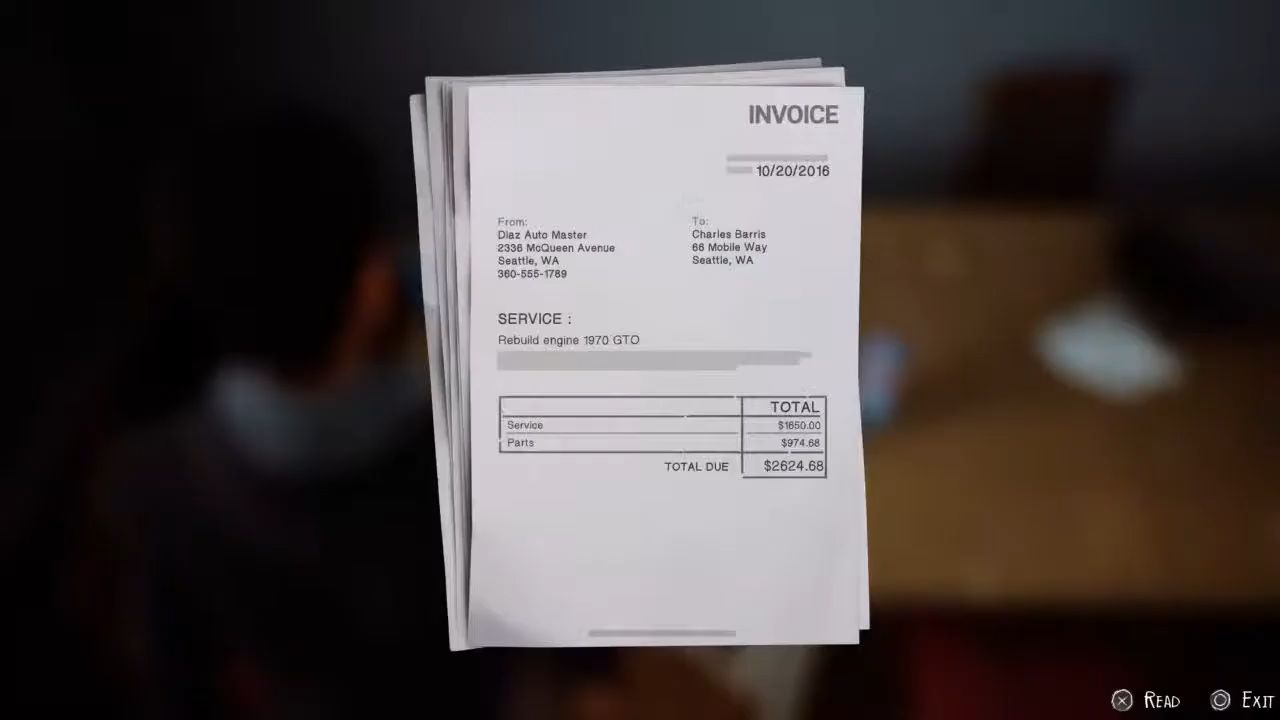 INVOICE
10/20/2016
From:
Diaz Auto Master
2336 McQueen Avenue
Seattle, WA
360-555-1789
To:
Charles Barris
66 Mobile Way
Seattle, WA
SERVICE :
Rebuild engine 1970 GTO
TOTAL
Service $1650.00
Parts $974.68
TOTAL DUE $2624.68
READ EXIT